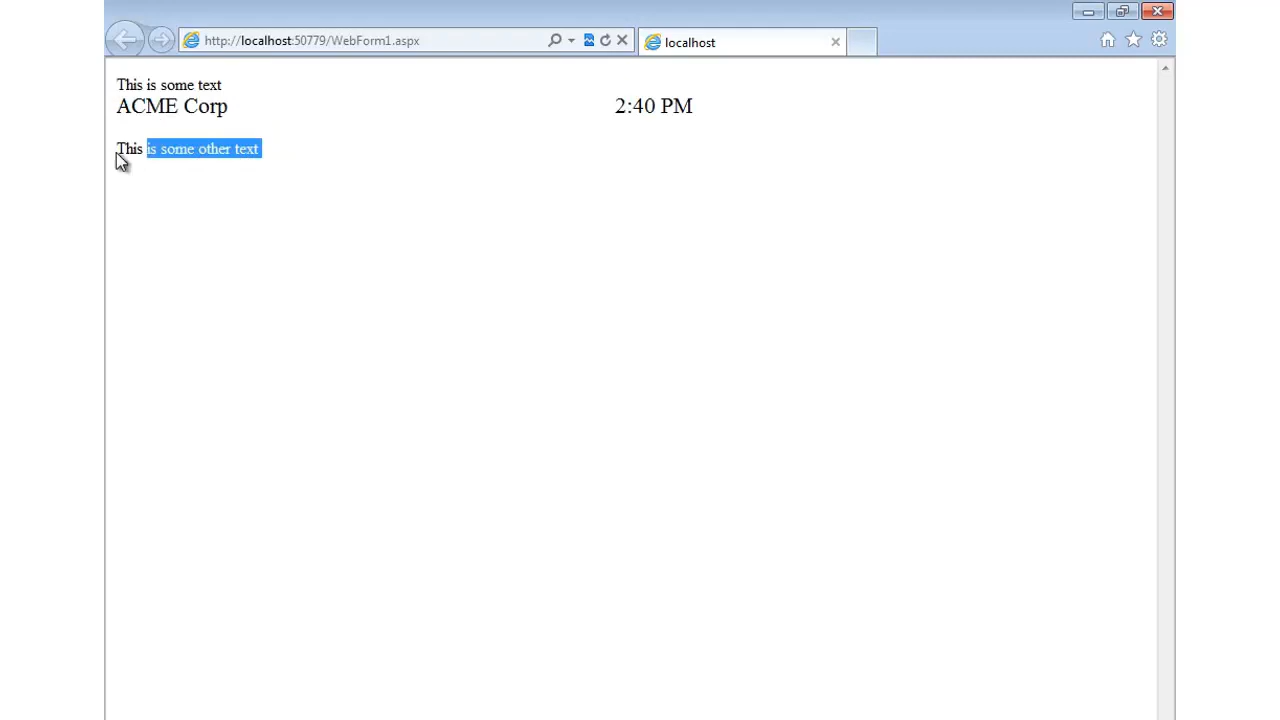 http://localhost:50779/WebForm1.aspx
localhost
This is some text
ACME Corp 2:40 PM
This is some other text